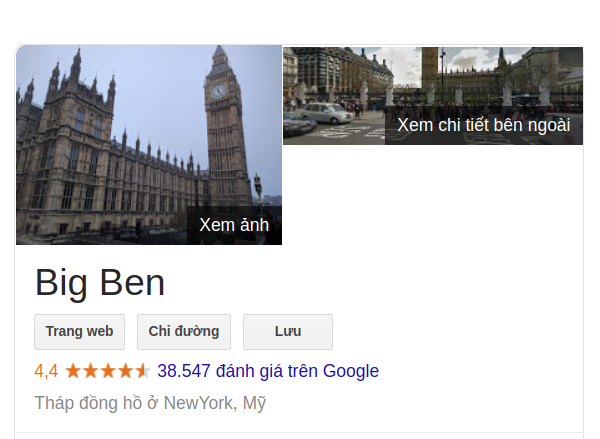 Xem ảnh
Xem chi tiết bên ngoài
Big Ben
Trang web
Chỉ đường
Lưu
4,4 38.547 đánh giá trên Google
Tháp đồng hồ ở NewYork, Mỹ